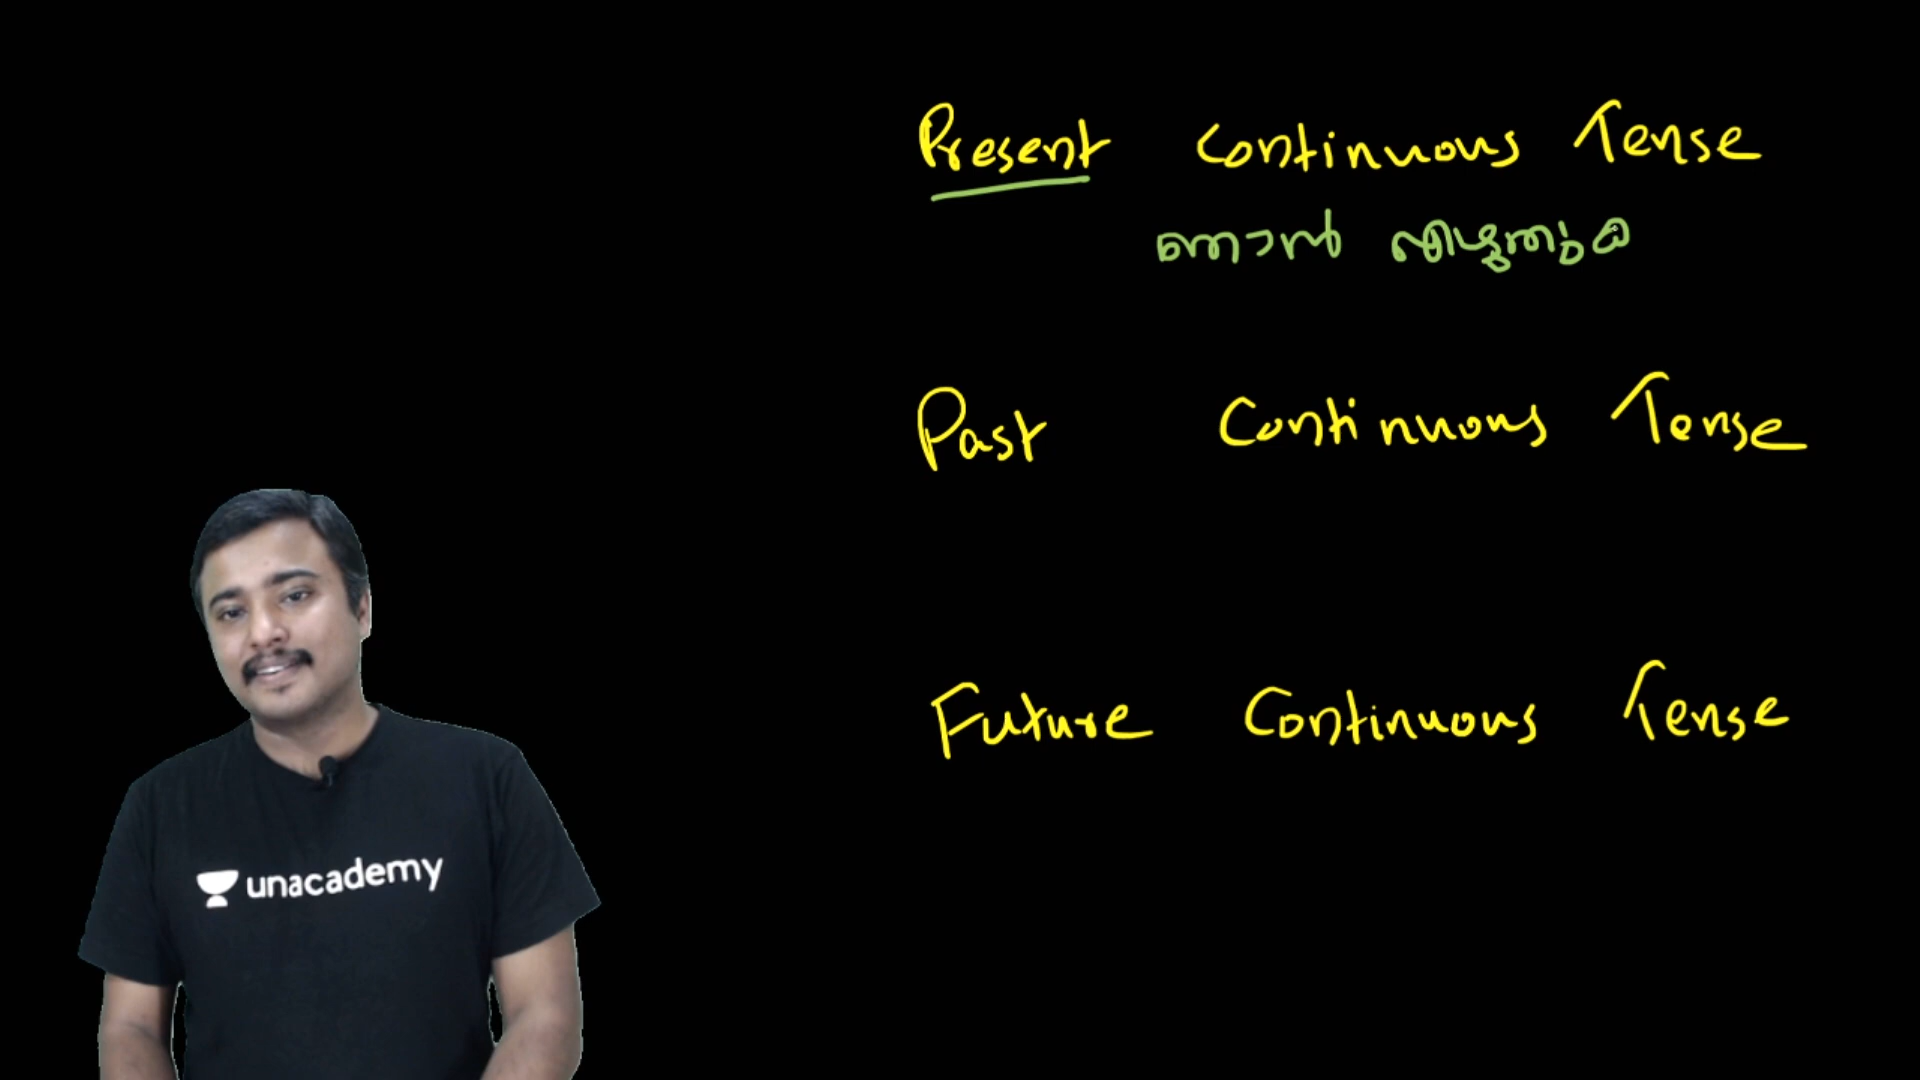 Present Continuous Tense
ഞാൻ എഴുതുക
Past Continuous Tense
Future Continuous Tense
unacademy